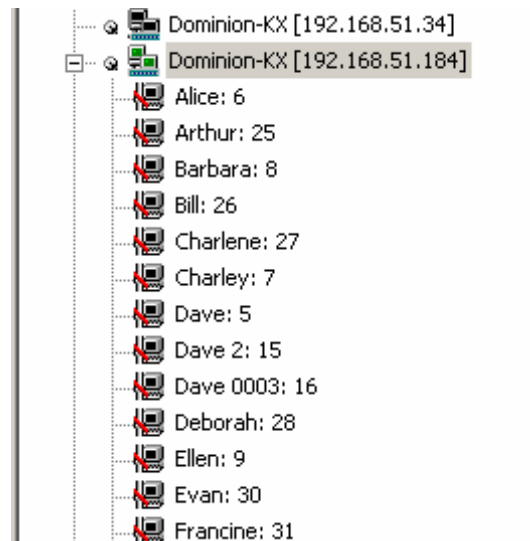 Dominion-KX [192.168.51.34]
Dominion-KX [192.168.51.184]
Alice: 6
Arthur: 25
Barbara: 8
Bill: 26
Charlene: 27
Charley: 7
Dave: 5
Dave 2: 15
Dave 0003: 16
Deborah: 28
Ellen: 9
Evan: 30
Francine: 31